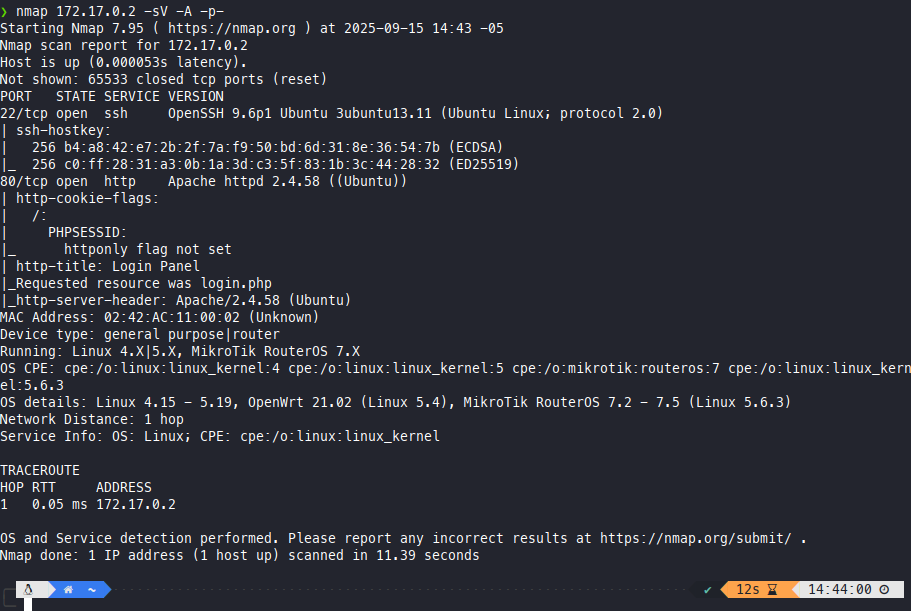 ❯ nmap 172.17.0.2 -sV -A -p-
Starting Nmap 7.95 ( https://nmap.org ) at 2025-09-15 14:43 -05
Nmap scan report for 172.17.0.2
Host is up (0.000053s latency).
Not shown: 65533 closed tcp ports (reset)
PORT   STATE SERVICE VERSION
22/tcp open  ssh     OpenSSH 9.6p1 Ubuntu 3ubuntu13.11 (Ubuntu Linux; protocol 2.0)
| ssh-hostkey:
|   256 b4:a8:42:e7:2b:2f:7a:f9:50:bd:6d:31:8e:36:54:7b (ECDSA)
|_  256 c0:ff:28:31:a3:0b:1a:3d:c3:5f:83:1b:3c:44:28:32 (ED25519)
80/tcp open  http    Apache httpd 2.4.58 ((Ubuntu))
| http-cookie-flags:
|   /:
|     PHPSESSID:
|_      httponly flag not set
| http-title: Login Panel
|_Requested resource was login.php
|_http-server-header: Apache/2.4.58 (Ubuntu)
MAC Address: 02:42:AC:11:00:02 (Unknown)
Device type: general purpose|router
Running: Linux 4.X|5.X, MikroTik RouterOS 7.X
OS CPE: cpe:/o:linux:linux_kernel:4 cpe:/o:linux:linux_kernel:5 cpe:/o:mikrotik:routeros:7 cpe:/o:linux:linux_kern
el:5.6.3
OS details: Linux 4.15 - 5.19, OpenWrt 21.02 (Linux 5.4), MikroTik RouterOS 7.2 - 7.5 (Linux 5.6.3)
Network Distance: 1 hop
Service Info: OS: Linux; CPE: cpe:/o:linux:linux_kernel

TRACEROUTE
HOP RTT     ADDRESS
1   0.05 ms 172.17.0.2

OS and Service detection performed. Please report any incorrect results at https://nmap.org/submit/ .
Nmap done: 1 IP address (1 host up) scanned in 11.39 seconds

~ ✔ 12s 14:44:00